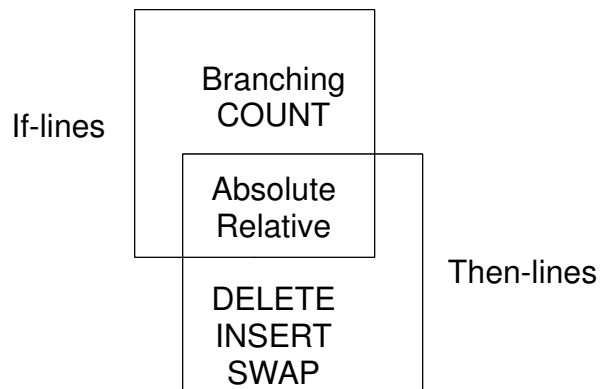 Branching
COUNT
If-lines
Absolute
Relative
Then-lines
DELETE
INSERT
SWAP